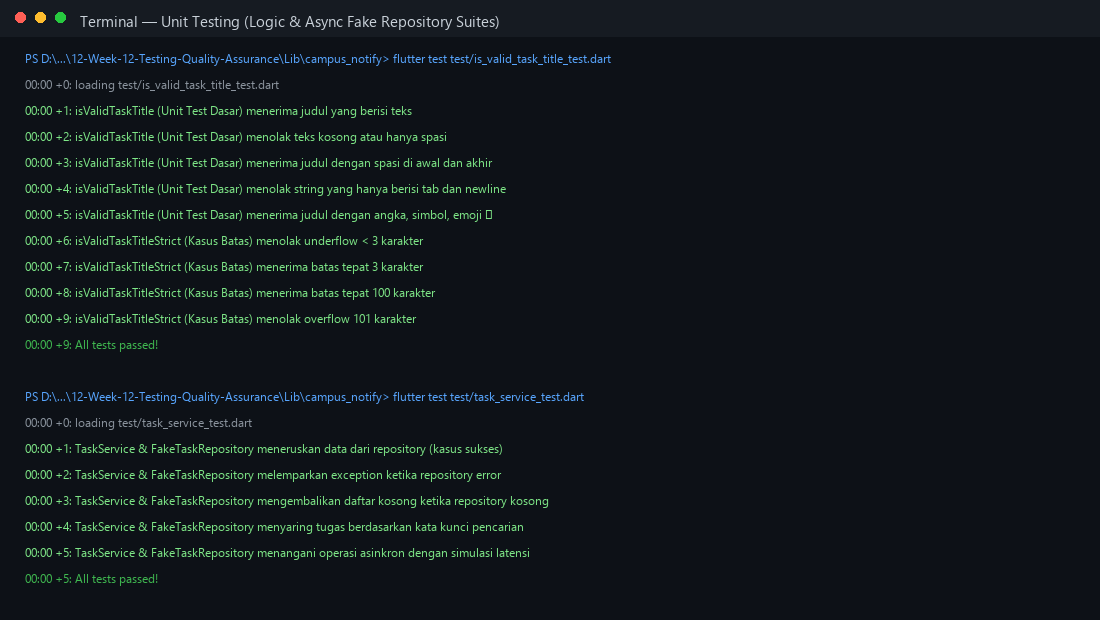 Terminal — Unit Testing (Logic & Async Fake Repository Suites)
PS D:\...\12-Week-12-Testing-Quality-Assurance\Lib\campus_notify> flutter test test/is_valid_task_title_test.dart
00:00 +0: loading test/is_valid_task_title_test.dart
00:00 +1: isValidTaskTitle (Unit Test Dasar) menerima judul yang berisi teks
00:00 +2: isValidTaskTitle (Unit Test Dasar) menolak teks kosong atau hanya spasi
00:00 +3: isValidTaskTitle (Unit Test Dasar) menerima judul dengan spasi di awal dan akhir
00:00 +4: isValidTaskTitle (Unit Test Dasar) menolak string yang hanya berisi tab dan newline
00:00 +5: isValidTaskTitle (Unit Test Dasar) menerima judul dengan angka, simbol, emoji
00:00 +6: isValidTaskTitleStrict (Kasus Batas) menolak underflow < 3 karakter
00:00 +7: isValidTaskTitleStrict (Kasus Batas) menerima batas tepat 3 karakter
00:00 +8: isValidTaskTitleStrict (Kasus Batas) menerima batas tepat 100 karakter
00:00 +9: isValidTaskTitleStrict (Kasus Batas) menolak overflow 101 karakter
00:00 +9: All tests passed!
PS D:\...\12-Week-12-Testing-Quality-Assurance\Lib\campus_notify> flutter test test/task_service_test.dart
00:00 +0: loading test/task_service_test.dart
00:00 +1: TaskService & FakeTaskRepository meneruskan data dari repository (kasus sukses)
00:00 +2: TaskService & FakeTaskRepository melemparkan exception ketika repository error
00:00 +3: TaskService & FakeTaskRepository mengembalikan daftar kosong ketika repository kosong
00:00 +4: TaskService & FakeTaskRepository menyaring tugas berdasarkan kata kunci pencarian
00:00 +5: TaskService & FakeTaskRepository menangani operasi asinkron dengan simulasi latensi
00:00 +5: All tests passed!